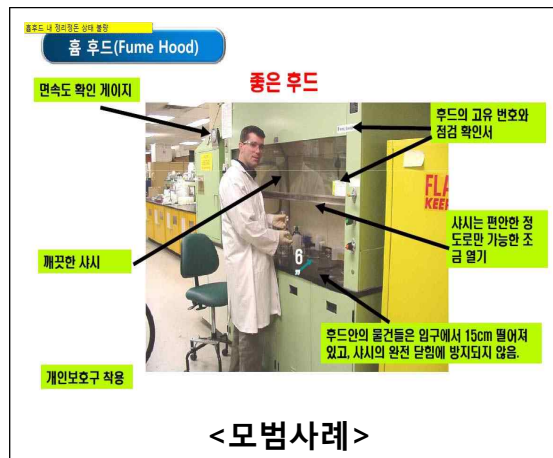 흄후드 내 정리정돈 상태 불량
흄 후드(Fume Hood)
좋은 후드
면속도 확인 게이지
후드의 고유 번호와
점검 확인서
FLA
KEEP
샤시는 편안한 정
도로만 가능한 조
금 열기
깨끗한 샤시
6
후드안의 물건들은 입구에서 15cm 떨어져
있고, 샤시의 완전 닫힘에 방지되지 않음.
개인보호구 착용
<모범사례>